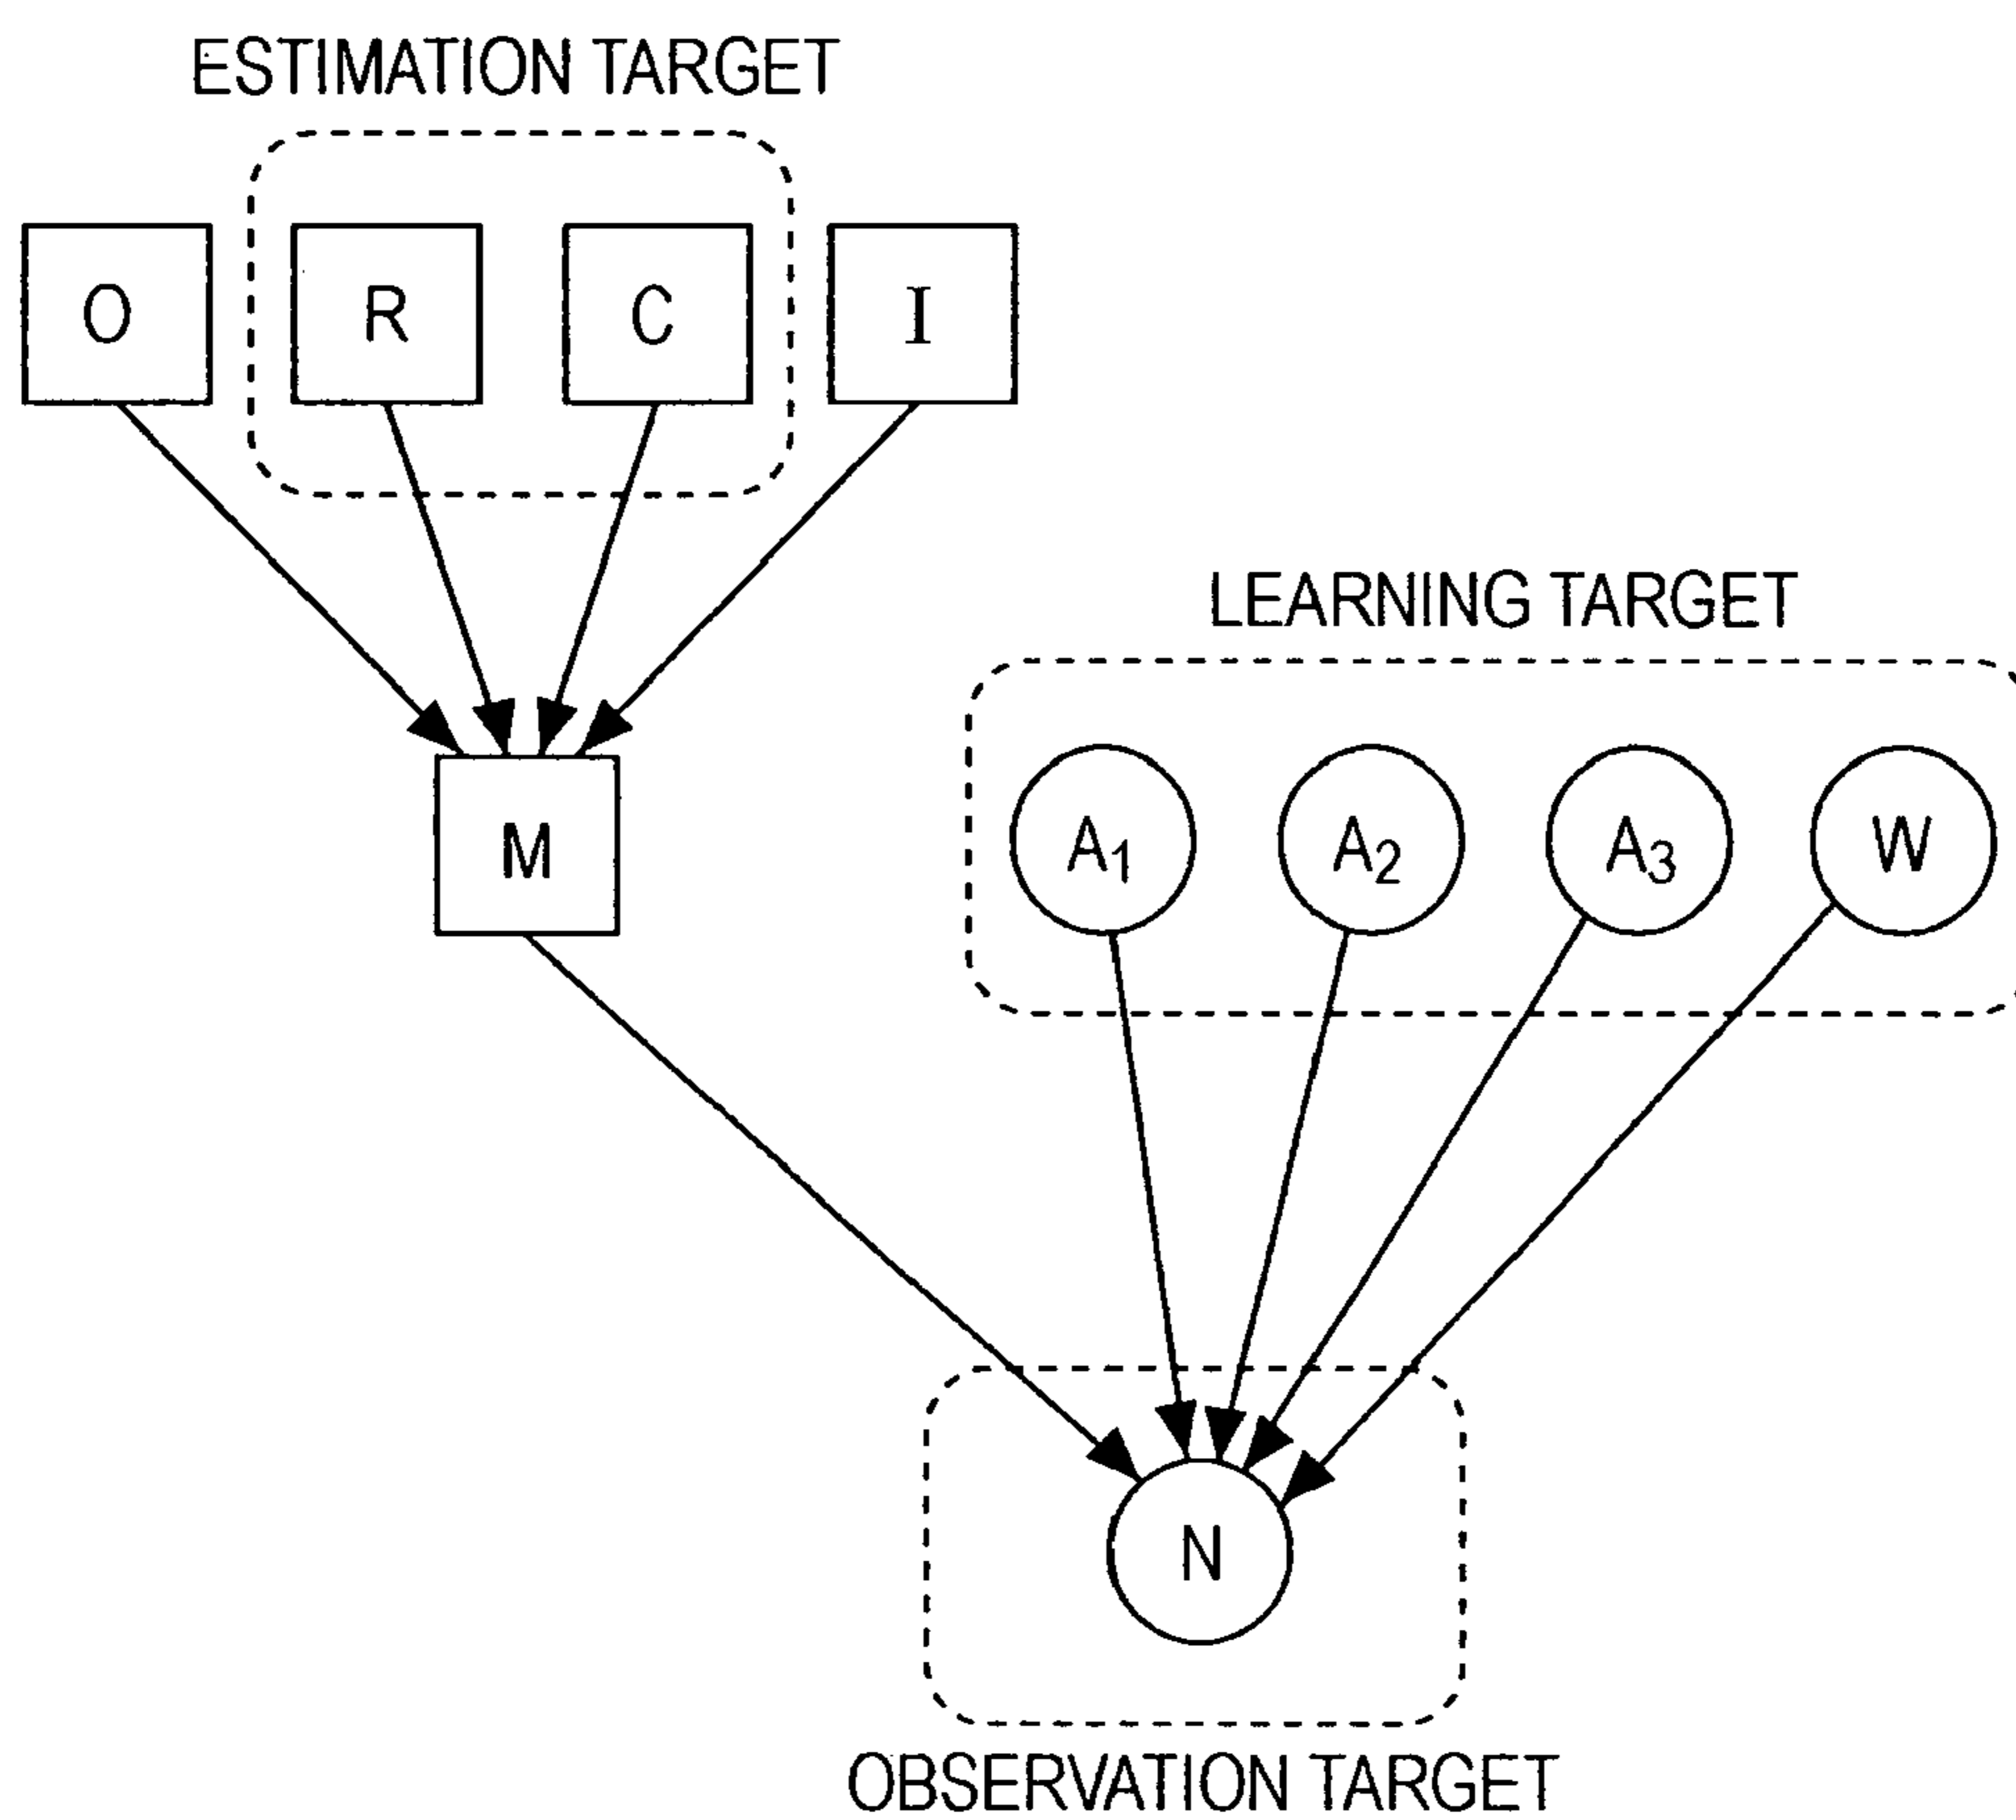 ESTIMATION TARGET
O R C I
LEARNING TARGET
M A1 A2 A3 W
N
OBSERVATION TARGET